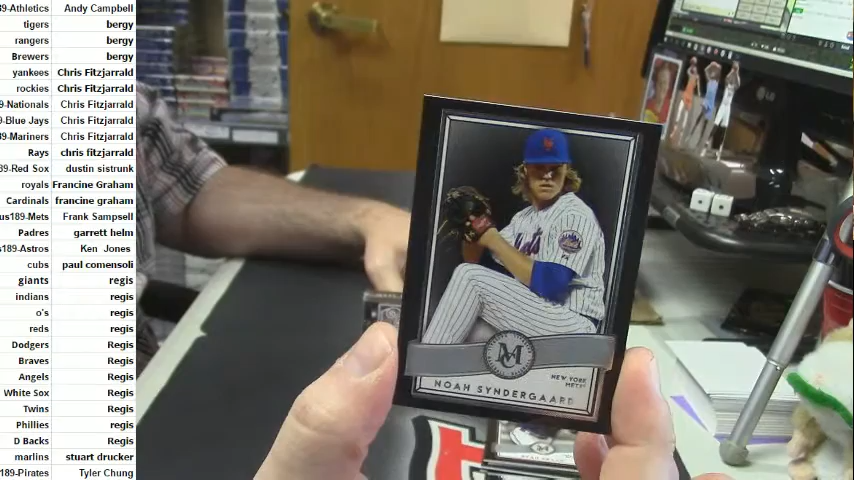 89-Athletics Andy Campbell
tigers bergy
rangers bergy
Brewers bergy
yankees Chris Fitzjarrald
rockies Chris Fitzjarrald
9-Nationals Chris Fitzjarrald
9-Blue Jays Chris Fitzjarrald
89-Mariners Chris Fitzjarrald
Rays chris fitzjarrald
89-Red Sox dustin sistrunk
royals Francine Graham
Cardinals francine graham
us189-Mets Frank Sampsell
Padres garrett helm
s189-Astros Ken Jones
cubs paul comensoli
giants regis
indians regis
o's regis
reds regis
Dodgers Regis
Braves Regis
Angels Regis
White Sox Regis
Twins Regis
Phillies regis
D Backs Regis
marlins stuart drucker
189-Pirates Tyler Chung
Mets
M
NEW YORK
METS
NOAH SYNDERGAARD